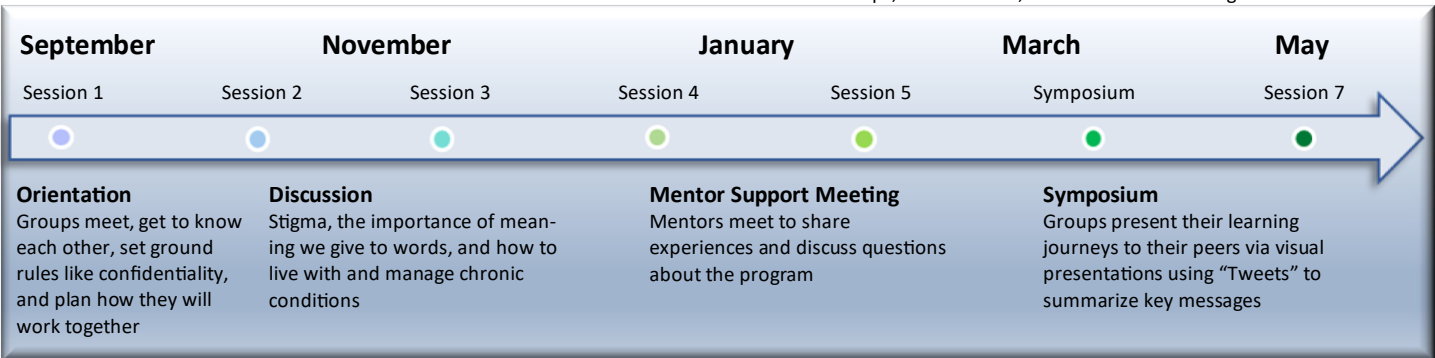 September November January March May
Session 1 Session 2 Session 3 Session 4 Session 5 Symposium Session 7
Orientation
Groups meet, get to know
each other, set ground
rules like confidentiality,
and plan how they will
work together
Discussion
Stigma, the importance of mean-
ing we give to words, and how to
live with and manage chronic
conditions
Mentor Support Meeting
Mentors meet to share
experiences and discuss questions
about the program
Symposium
Groups present their learning
journeys to their peers via visual
presentations using “Tweets” to
summarize key messages